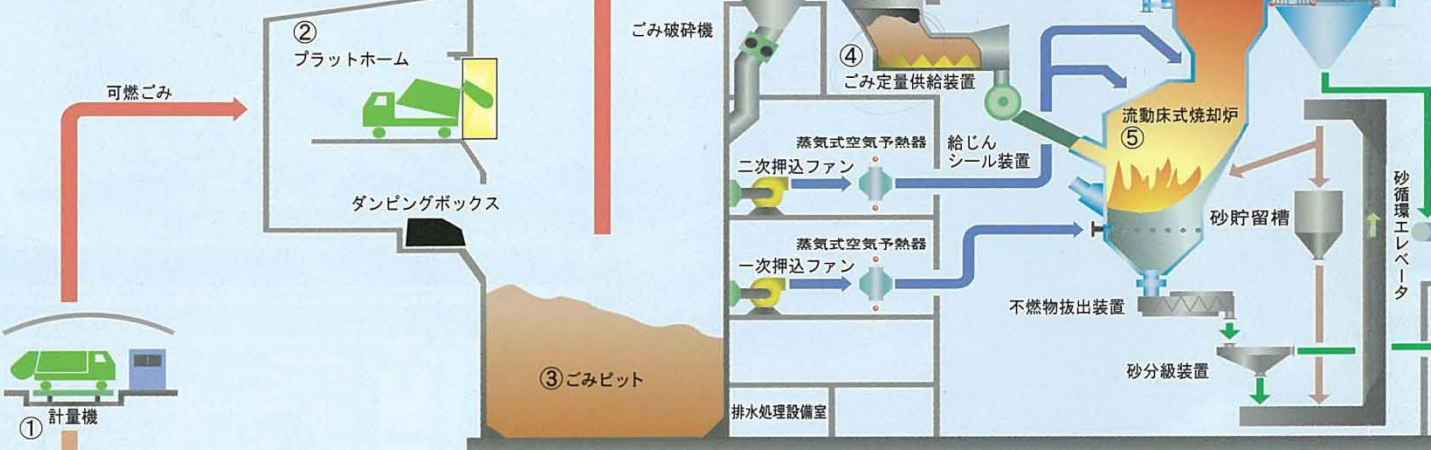 ②
プラットホーム
可燃ごみ
ダンピングボックス
①
計量機
③ごみピット
ごみ破砕機
④
ごみ定量供給装置
蒸気式空気予熱器
二次押込ファン
給じん
シール装置
蒸気式空気予熱器
一次押込ファン
排水処理設備室
流動床式焼却炉
⑤
砂貯留槽
砂循環エレベータ
不燃物抜出装置
砂分級装置